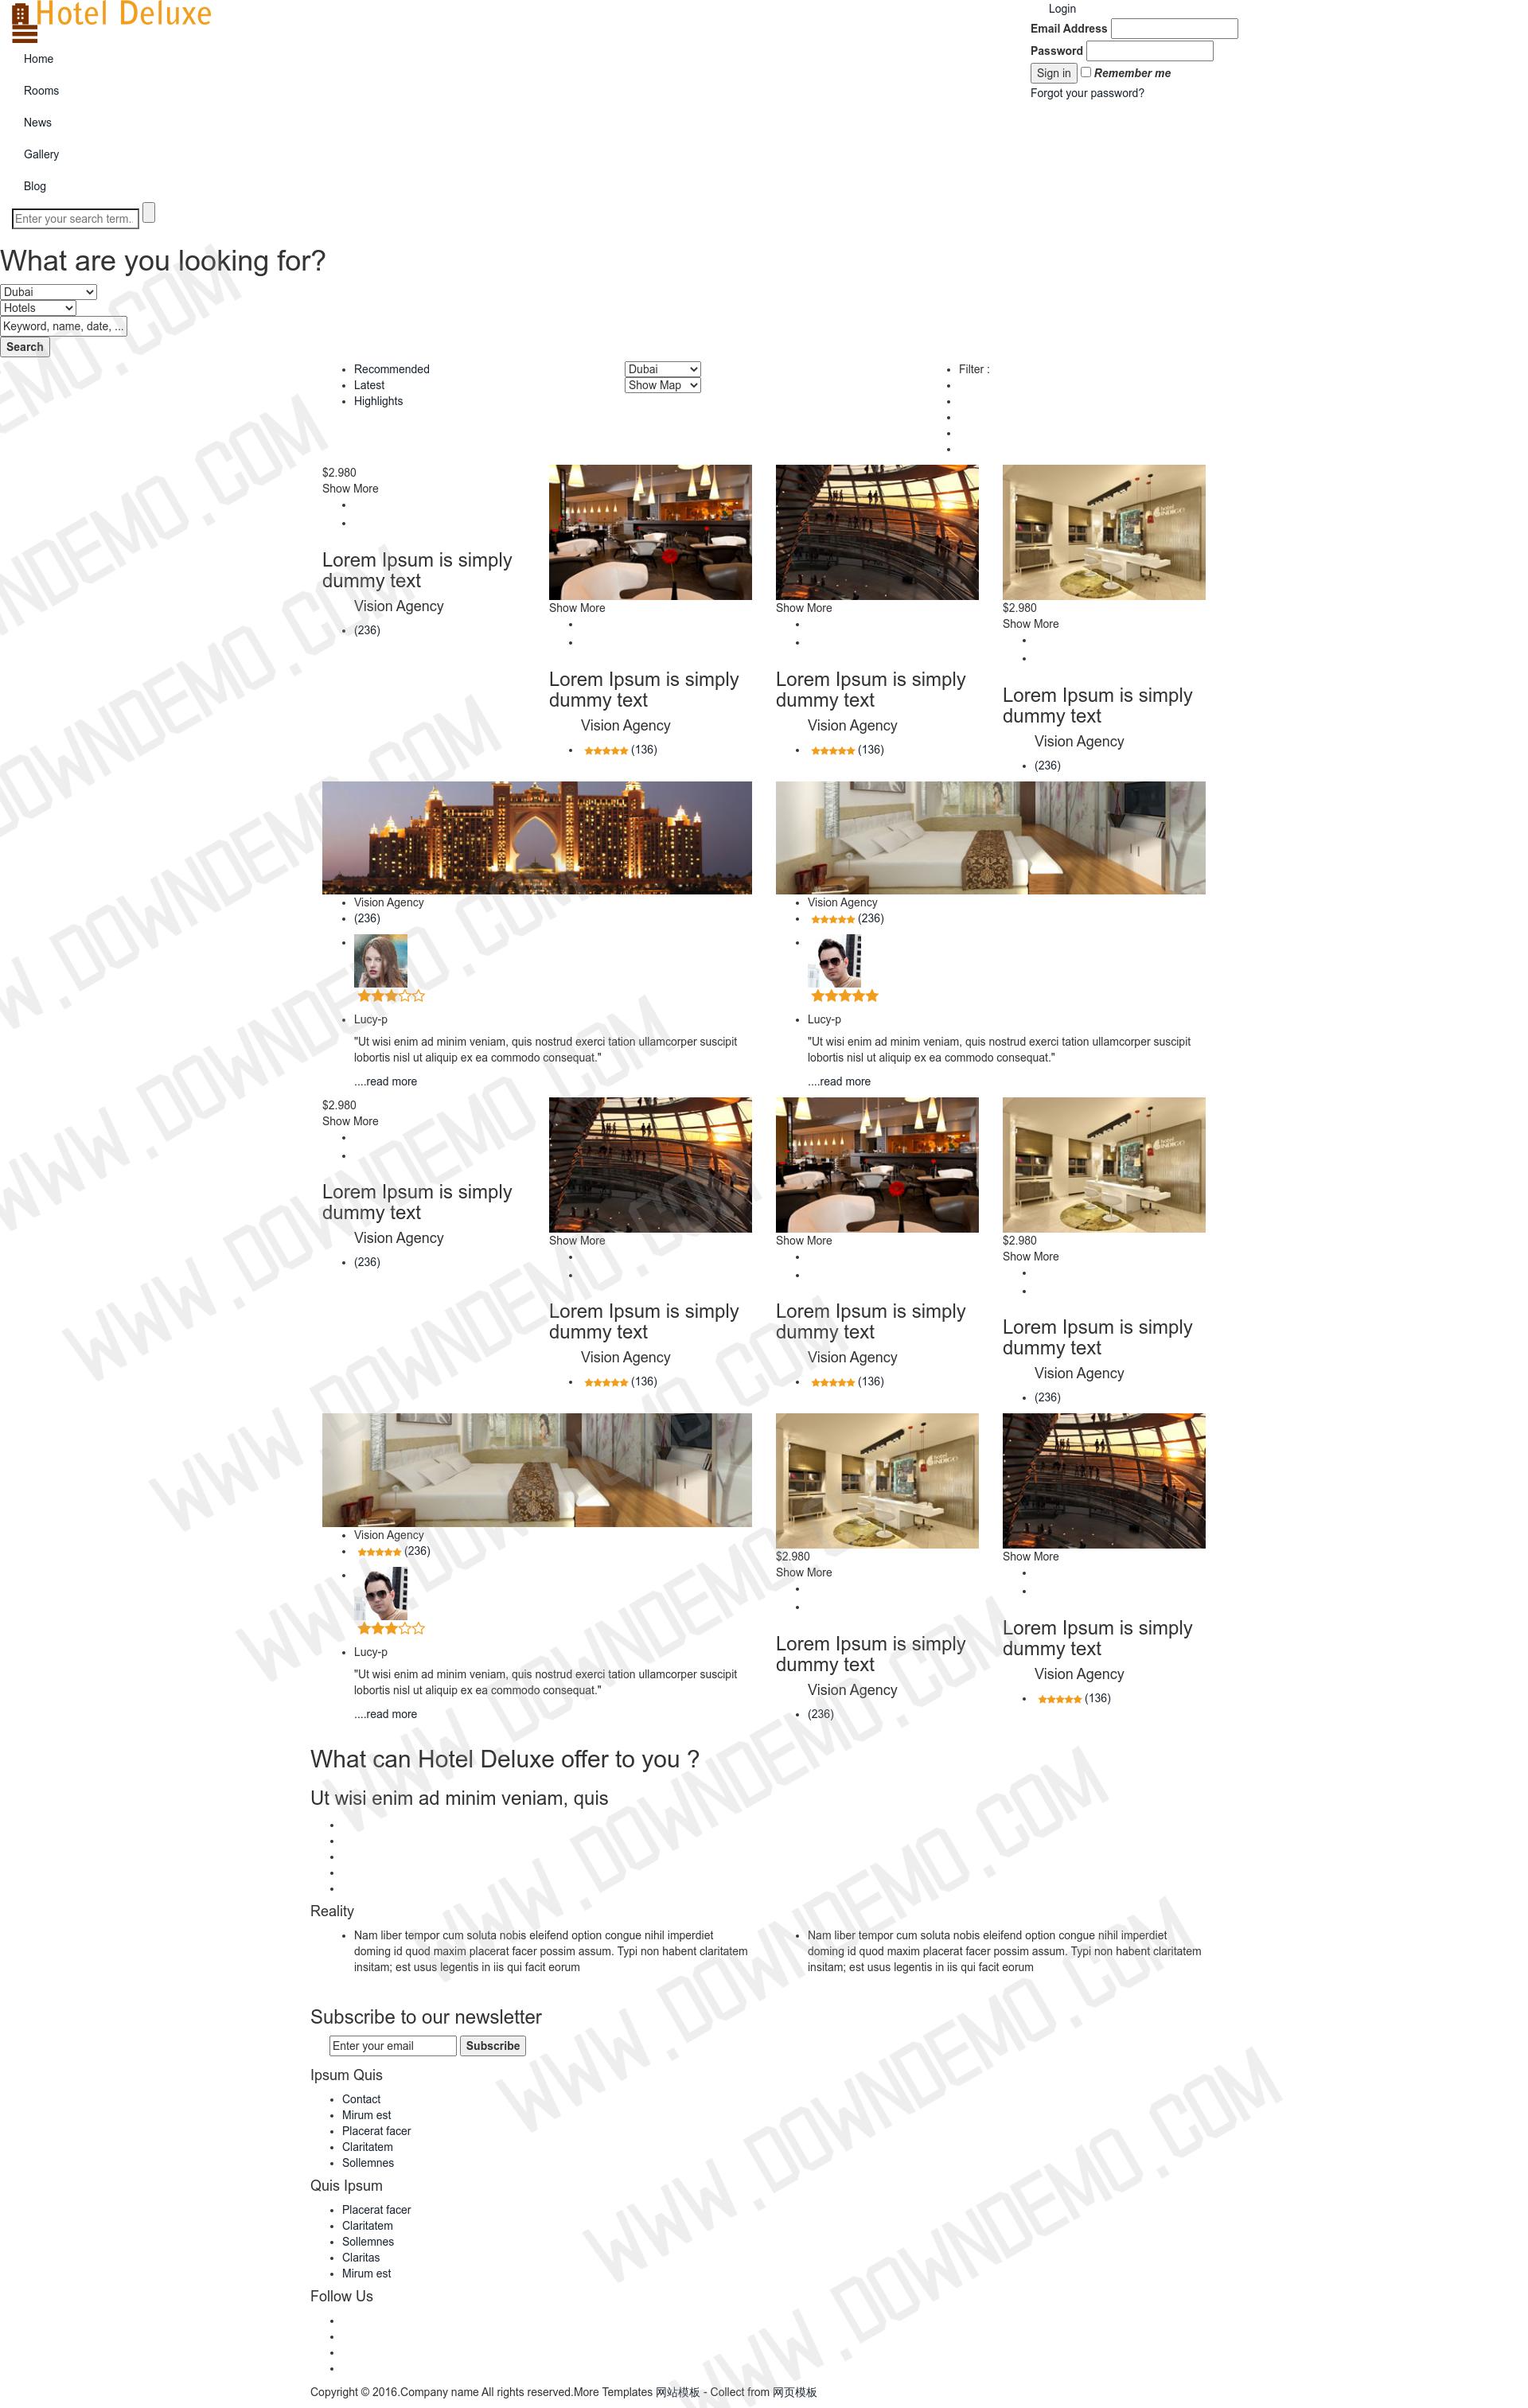 Hotel Deluxe
Login
Email Address
Password
Sign in Remember me
Forgot your password?
Home
Rooms
News
Gallery
Blog
Enter your search term..
What are you looking for?
Dubai
Hotels
Keyword, name, date, ...
Search
Recommended
Latest
Highlights
Dubai
Show Map
Filter :
$2.980
Show More
Lorem Ipsum is simply
dummy text
Vision Agency
(236)
Show More
Lorem Ipsum is simply
dummy text
Vision Agency
(136)
Show More
Lorem Ipsum is simply
dummy text
Vision Agency
(136)
$2.980
Show More
Lorem Ipsum is simply
dummy text
Vision Agency
(236)
Vision Agency
(236)
Lucy-p
"Ut wisi enim ad minim veniam, quis nostrud exerci tation ullamcorper suscipit
lobortis nisl ut aliquip ex ea commodo consequat."
....read more
Vision Agency
(236)
Lucy-p
"Ut wisi enim ad minim veniam, quis nostrud exerci tation ullamcorper suscipit
lobortis nisl ut aliquip ex ea commodo consequat."
....read more
$2.980
Show More
Lorem Ipsum is simply
dummy text
Vision Agency
(236)
Show More
Lorem Ipsum is simply
dummy text
Vision Agency
(136)
Show More
Lorem Ipsum is simply
dummy text
Vision Agency
(136)
$2.980
Show More
Lorem Ipsum is simply
dummy text
Vision Agency
(236)
Vision Agency
(236)
Lucy-p
"Ut wisi enim ad minim veniam, quis nostrud exerci tation ullamcorper suscipit
lobortis nisl ut aliquip ex ea commodo consequat."
....read more
$2.980
Show More
Lorem Ipsum is simply
dummy text
Vision Agency
(236)
Show More
Lorem Ipsum is simply
dummy text
Vision Agency
(136)
What can Hotel Deluxe offer to you ?
Ut wisi enim ad minim veniam, quis
Reality
Nam liber tempor cum soluta nobis eleifend option congue nihil imperdiet
doming id quod maxim placerat facer possim assum. Typi non habent claritatem
insitam; est usus legentis in iis qui facit eorum
Nam liber tempor cum soluta nobis eleifend option congue nihil imperdiet
doming id quod maxim placerat facer possim assum. Typi non habent claritatem
insitam; est usus legentis in iis qui facit eorum
Subscribe to our newsletter
Enter your email Subscribe
Ipsum Quis
Contact
Mirum est
Placerat facer
Claritatem
Sollemnes
Quis Ipsum
Placerat facer
Claritatem
Sollemnes
Claritas
Mirum est
Follow Us
Copyright © 2016.Company name All rights reserved.More Templates 网站模板 - Collect from 网页模板
WWW.DOWNDEMO.COM